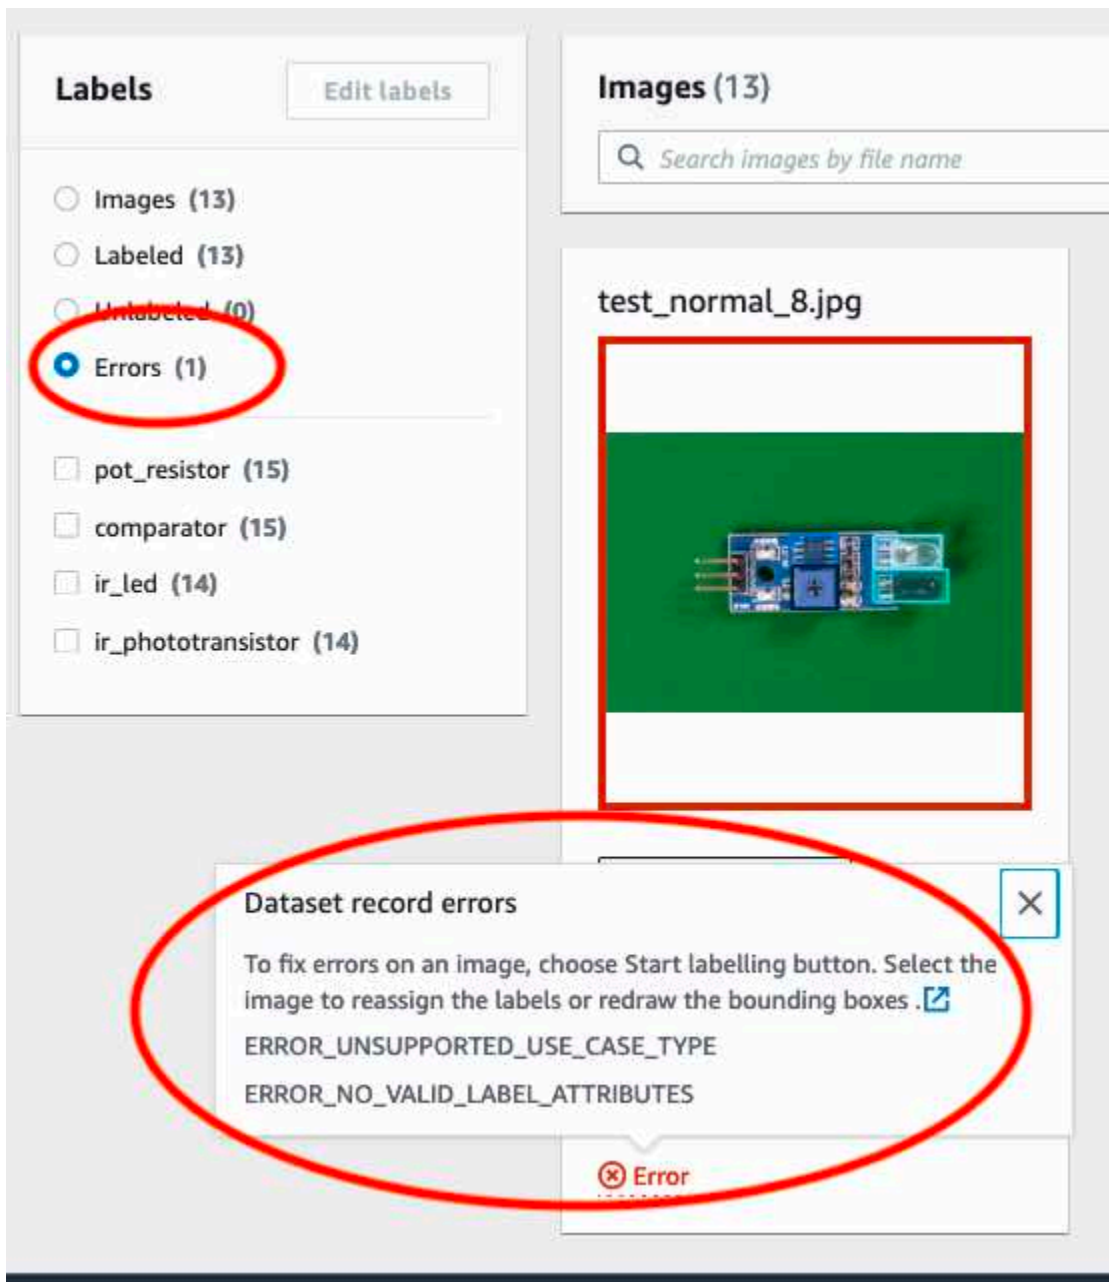 Labels
Edit labels
Images (13)
Labeled (13)
Unlabeled (0)
Errors (1)
pot_resistor (15)
comparator (15)
ir_led (14)
ir_phototransistor (14)
Images (13)
Search images by file name
test_normal_8.jpg
Dataset record errors
To fix errors on an image, choose Start labelling button. Select the
image to reassign the labels or redraw the bounding boxes .
ERROR_UNSUPPORTED_USE_CASE_TYPE
ERROR_NO_VALID_LABEL_ATTRIBUTES
Error